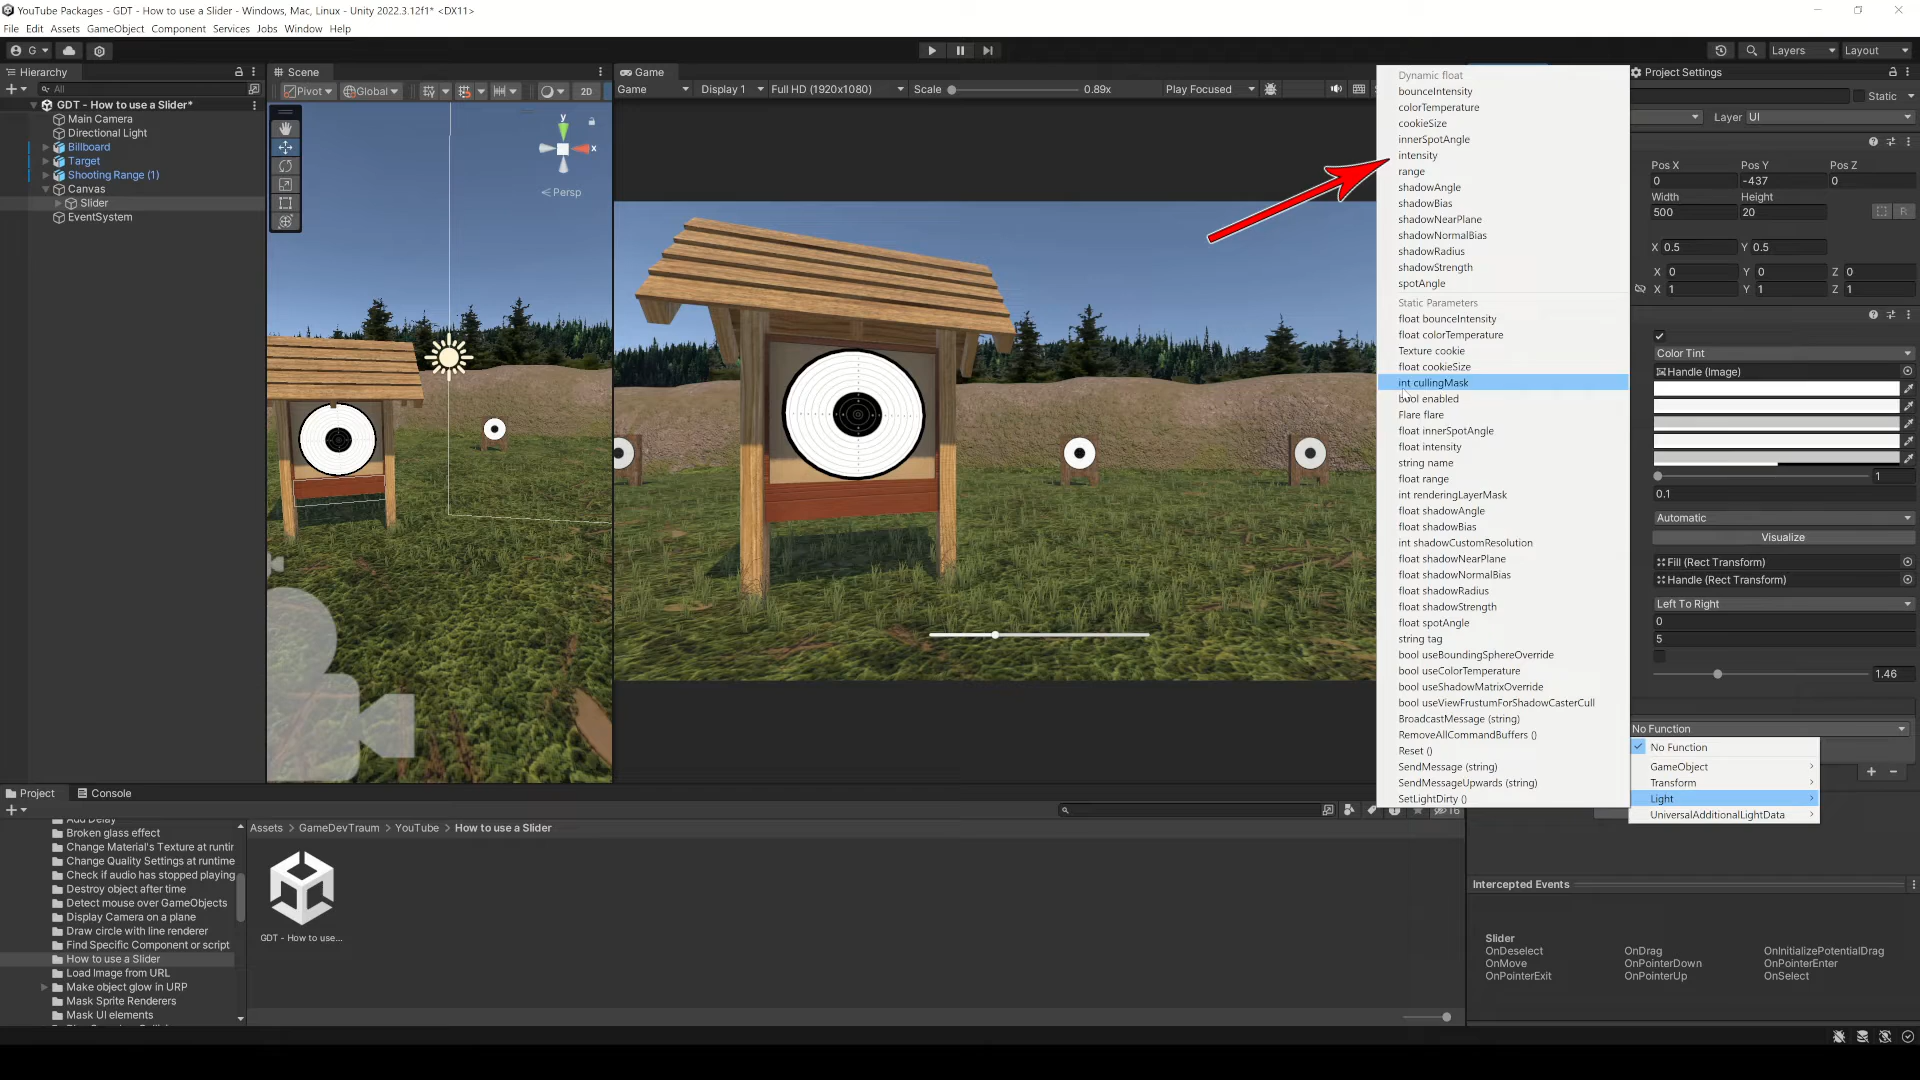 YouTube Packages - GDT - How to use a Slider - Windows, Mac, Linux - Unity 2022.3.12f1* <DX11>
File Edit Assets GameObject Component Services Jobs Window Help
G
Layers
Layout
Hierarchy
All
GDT - How to use a Slider*
Main Camera
Directional Light
Billboard
Target
Shooting Range (1)
Canvas
Slider
EventSystem
Scene
Pivot
Global
2D
y
x
Persp
Game
Game
Display 1
Full HD (1920x1080)
Scale
0.89x
Play Focused
Dynamic float
bounceIntensity
colorTemperature
cookieSize
innerSpotAngle
intensity
range
shadowAngle
shadowBias
shadowNearPlane
shadowNormalBias
shadowRadius
shadowStrength
spotAngle
Static Parameters
float bounceIntensity
float colorTemperature
Texture cookie
float cookieSize
int cullingMask
bool enabled
Flare flare
float innerSpotAngle
float intensity
string name
float range
int renderingLayerMask
float shadowAngle
float shadowBias
int shadowCustomResolution
float shadowNearPlane
float shadowNormalBias
float shadowRadius
float shadowStrength
float spotAngle
string tag
bool useBoundingSphereOverride
bool useColorTemperature
bool useShadowMatrixOverride
bool useViewFrustumForShadowCasterCull
BroadcastMessage (string)
RemoveAllCommandBuffers ()
Reset ()
SendMessage (string)
SendMessageUpwards (string)
SetLightDirty ()
Project Settings
Static
Layer UI
Pos X Pos Y Pos Z
0 -437 0
Width Height
500 20
R
X 0.5 Y 0.5
X 0 Y 0 Z 0
X 1 Y 1 Z 1
Color Tint
Handle (Image)
1
0.1
Automatic
Visualize
Fill (Rect Transform)
Handle (Rect Transform)
Left To Right
0
5
1.46
No Function
No Function
GameObject
Transform
Light
UniversalAdditionalLightData
Intercepted Events
Slider
OnDeselect OnDrag OnInitializePotentialDrag
OnMove OnPointerDown OnPointerEnter
OnPointerExit OnPointerUp OnSelect
Project
Console
16
Add Delay
Broken glass effect
Change Material's Texture at runtir
Change Quality Settings at runtime
Check if audio has stopped playing
Destroy object after time
Detect mouse over GameObjects
Display Camera on a plane
Draw circle with line renderer
Find Specific Component or script
How to use a Slider
Load Image from URL
Make object glow in URP
Mask Sprite Renderers
Mask UI elements
Assets > GameDevTraum > YouTube > How to use a Slider
GDT - How to use...